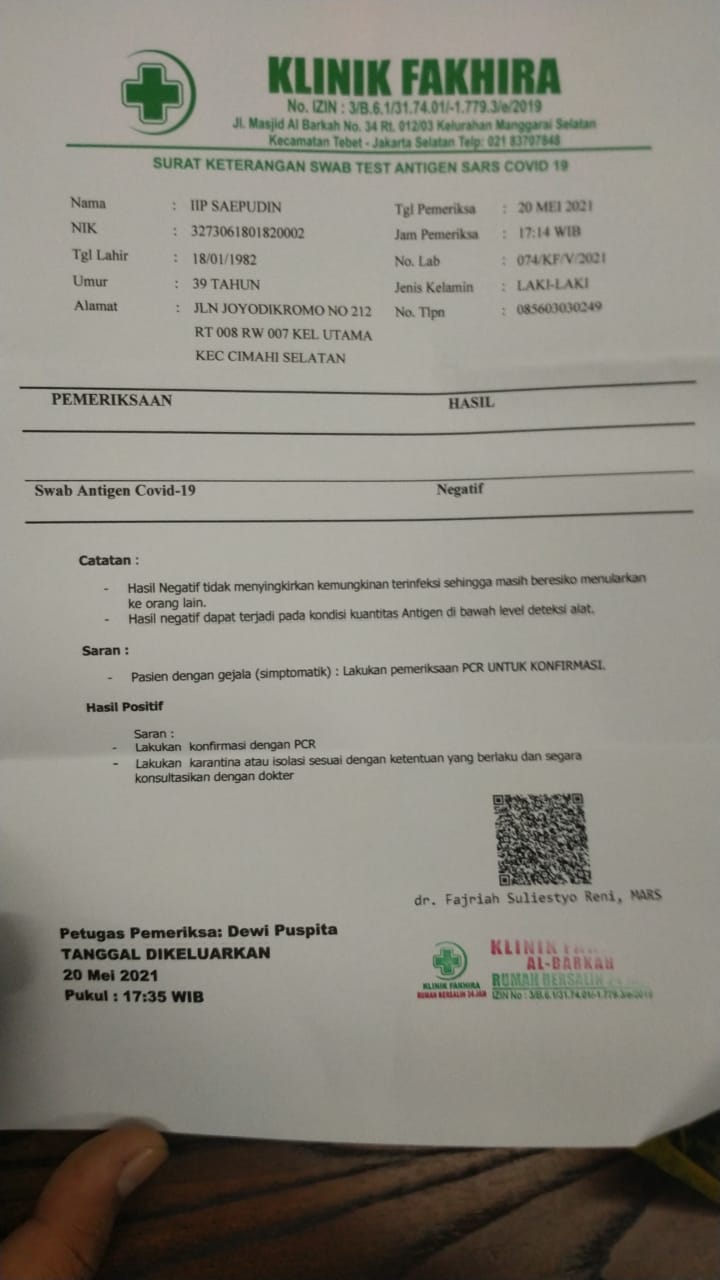 KLINIK FAKHIRA
No. IZIN : 3/B.6.1/31.74.01/-1.779.3/e/2019
Jl. Masjid Al Barkah No. 34 Rt. 012/03 Kelurahan Manggarai Selatan
Kecamatan Tebet - Jakarta Selatan Telp: 021 83707848
SURAT KETERANGAN SWAB TEST ANTIGEN SARS COVID 19
Nama : IIP SAEPUDIN Tgl Pemeriksa : 20 MEI 2021
NIK : 3273061801820002 Jam Pemeriksa : 17:14 WIB
Tgl Lahir : 18/01/1982 No. Lab : 074/KF/V/2021
Umur : 39 TAHUN Jenis Kelamin : LAKI-LAKI
Alamat : JLN JOYODIKROMO NO 212 No. Tlpn : 085603030249
RT 008 RW 007 KEL UTAMA
KEC CIMAHI SELATAN
PEMERIKSAAN HASIL
Swab Antigen Covid-19 Negatif
Catatan :
- Hasil Negatif tidak menyingkirkan kemungkinan terinfeksi sehingga masih beresiko menularkan
ke orang lain.
- Hasil negatif dapat terjadi pada kondisi kuantitas Antigen di bawah level deteksi alat.
Saran :
- Pasien dengan gejala (simptomatik) : Lakukan pemeriksaan PCR UNTUK KONFIRMASI.
Hasil Positif
Saran :
- Lakukan konfirmasi dengan PCR
- Lakukan karantina atau isolasi sesuai dengan ketentuan yang berlaku dan segara
konsultasikan dengan dokter
dr. Fajriah Suliestyo Reni, MARS
Petugas Pemeriksa: Dewi Puspita
TANGGAL DIKELUARKAN
20 Mei 2021
Pukul : 17:35 WIB
KLINIK FAKHIRA
RUMAH BERSALIN 24 JAM
KLINIK
AL-BARKAH
RUMAH BERSALIN
IZIN No : 3/B.6.1/31.74.01/-1.779.3/e/2019